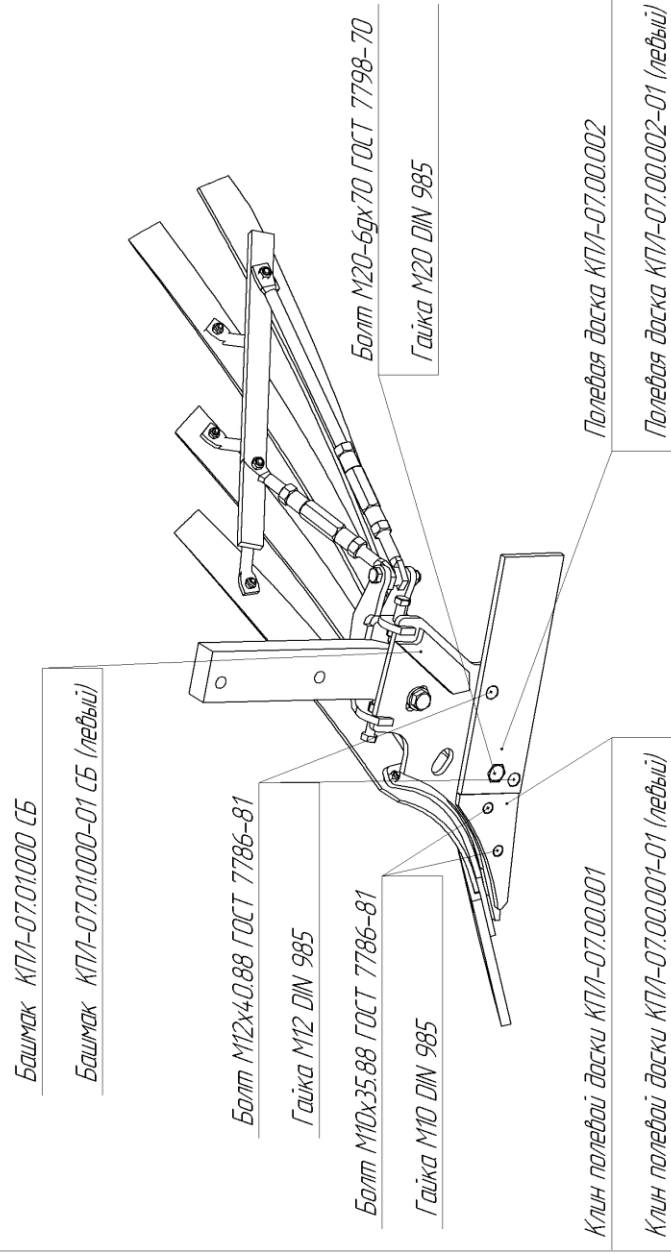 Башмак КПЛ-07.01.000 СБ
Башмак КПЛ-07.01.000-01 СБ (левый)
Болт М12х40.88 ГОСТ 7786-81
Гайка М12 DIN 985
Болт М10х35.88 ГОСТ 7786-81
Гайка М10 DIN 985
Клин полевой доски КПЛ-07.00.001
Клин полевой доски КПЛ-07.00.001-01 (левый)
Болт М20-6gх70 ГОСТ 7798-70
Гайка М20 DIN 985
Полевая доска КПЛ-07.00.002
Полевая доска КПЛ-07.00.002-01 (левый)